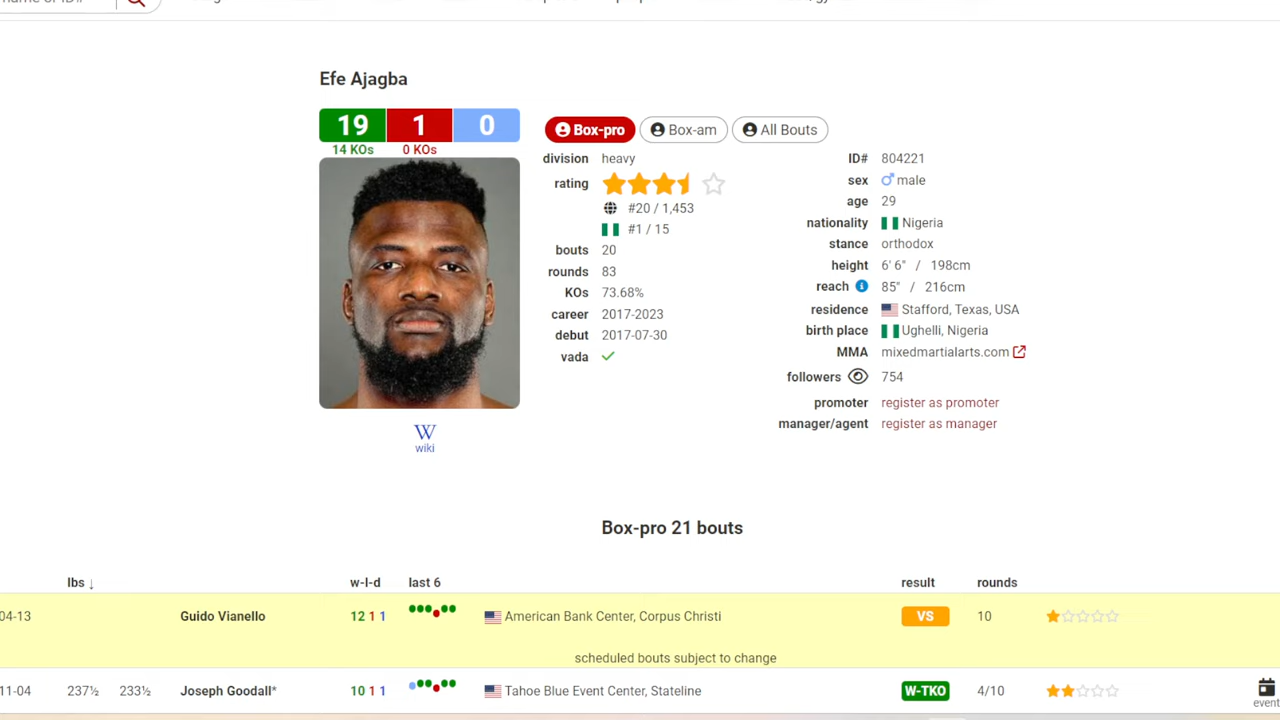 Efe Ajagba
19 1 0
14 KOs 0 KOs
Box-pro Box-am All Bouts
division heavy
rating
#20 / 1,453
#1 / 15
bouts 20
rounds 83
KOs 73.68%
career 2017-2023
debut 2017-07-30
vada
ID# 804221
sex male
age 29
nationality Nigeria
stance orthodox
height 6' 6" / 198cm
reach 85" / 216cm
residence Stafford, Texas, USA
birth place Ughelli, Nigeria
MMA mixedmartialarts.com
followers 754
promoter register as promoter
manager/agent register as manager
W
wiki
Box-pro 21 bouts
lbs ↓ w-l-d last 6 result rounds
04-13 Guido Vianello 12 1 1 American Bank Center, Corpus Christi VS 10
scheduled bouts subject to change
11-04 237½ 233½ Joseph Goodall* 10 1 1 Tahoe Blue Event Center, Stateline W-TKO 4/10
event